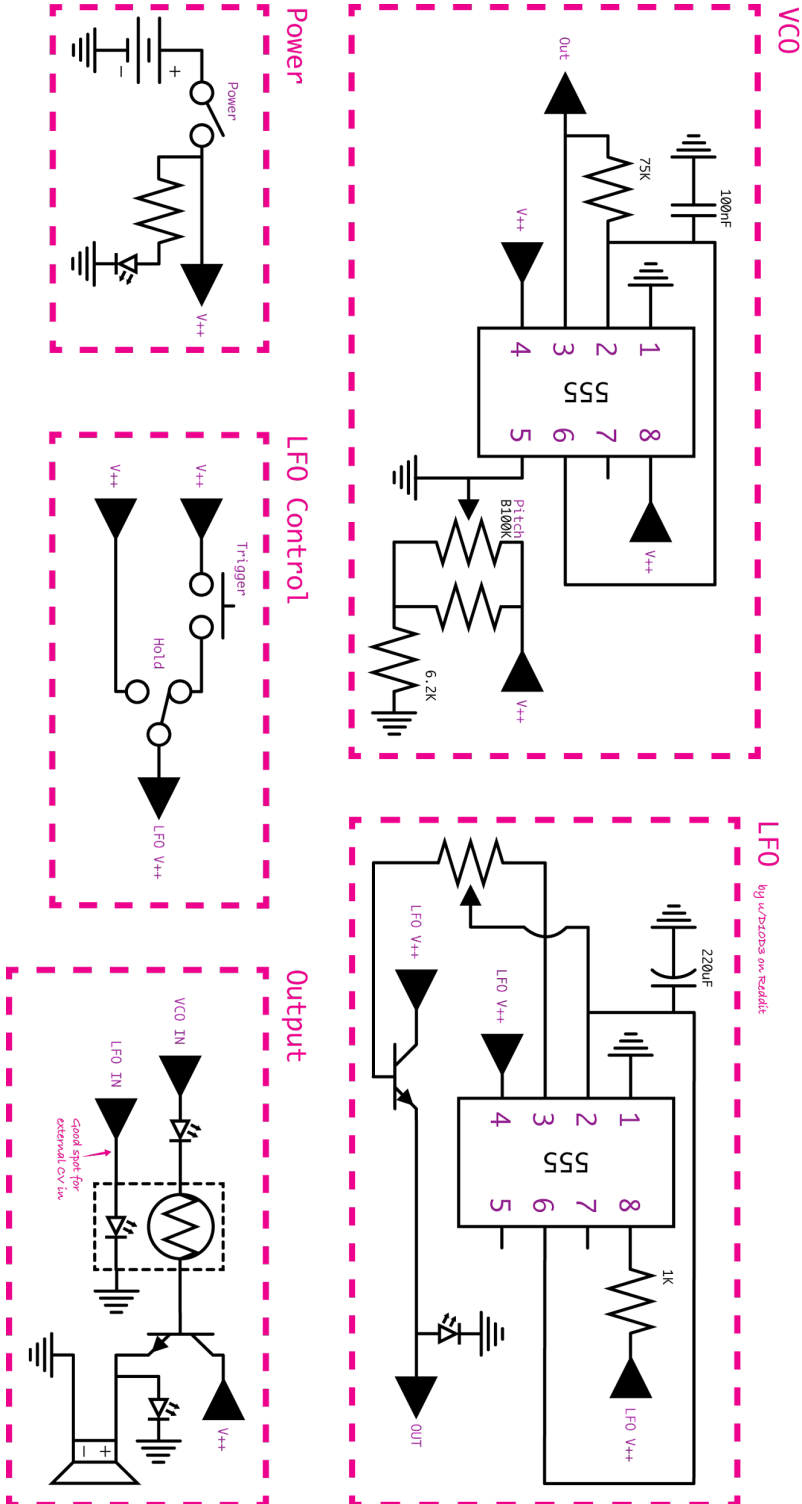 VCO
Out
75K
100nF
V++
1
2
3
4
555
8
7
6
5
V++
Pitch
B100K
6.2K
V++
LFO
by u/D10D3 on Reddit
220uF
LFO V++
LFO V++
1
2
3
4
555
8
7
6
5
1K
LFO V++
OUT
Power
+
-
Power
V++
LFO Control
V++
V++
Trigger
Hold
LFO V++
Output
VCO IN
LFO IN
Good spot for
external CV in
V++
+
-